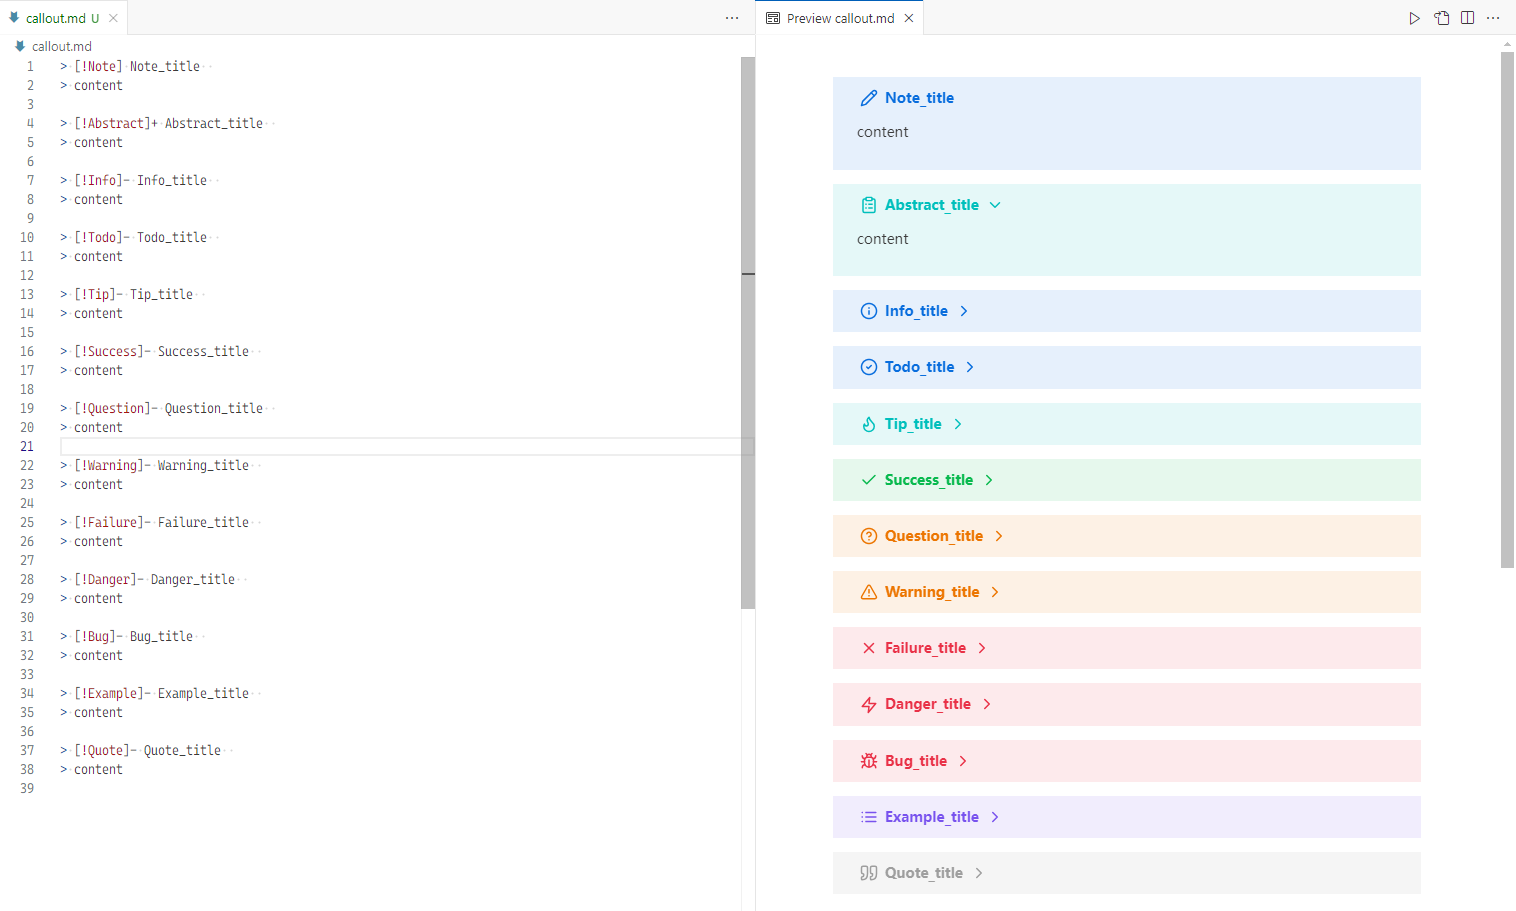 callout.md U
callout.md
1 > [!Note] Note_title
2 > content
3
4 > [!Abstract]+ Abstract_title
5 > content
6
7 > [!Info]- Info_title
8 > content
9
10 > [!Todo]- Todo_title
11 > content
12
13 > [!Tip]- Tip_title
14 > content
15
16 > [!Success]- Success_title
17 > content
18
19 > [!Question]- Question_title
20 > content
21
22 > [!Warning]- Warning_title
23 > content
24
25 > [!Failure]- Failure_title
26 > content
27
28 > [!Danger]- Danger_title
29 > content
30
31 > [!Bug]- Bug_title
32 > content
33
34 > [!Example]- Example_title
35 > content
36
37 > [!Quote]- Quote_title
38 > content
39
Preview callout.md
Note_title
content
Abstract_title
content
Info_title
Todo_title
Tip_title
Success_title
Question_title
Warning_title
Failure_title
Danger_title
Bug_title
Example_title
Quote_title